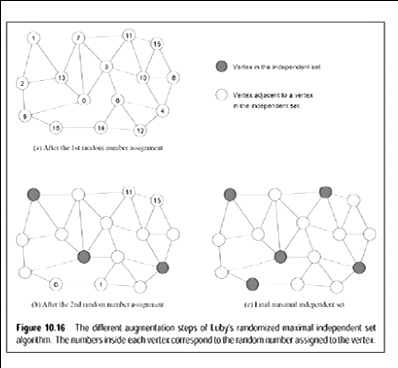 1 7 11 15
2 13 3 10 8
9 0 6 4
15 14 12
Vertex in the independent set
Vertex adjacent to a vertex
in the independent set
(a) After the 1st random number assignment
11 15
0 1
(b) After the 2nd random number assignment
(c) Final maximal independent set
Figure 10.16 The different augmentation steps of Luby's randomized maximal independent set
algorithm. The numbers inside each vertex correspond to the random number assigned to the vertex.